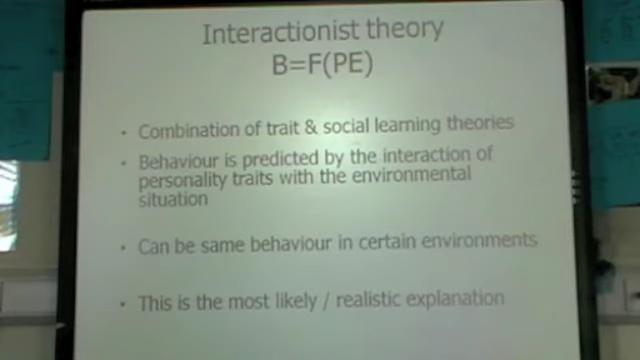 Interactionist theory
B=F(PE)
• Combination of trait & social learning theories
• Behaviour is predicted by the interaction of
personality traits with the environmental
situation
• Can be same behaviour in certain environments
• This is the most likely / realistic explanation